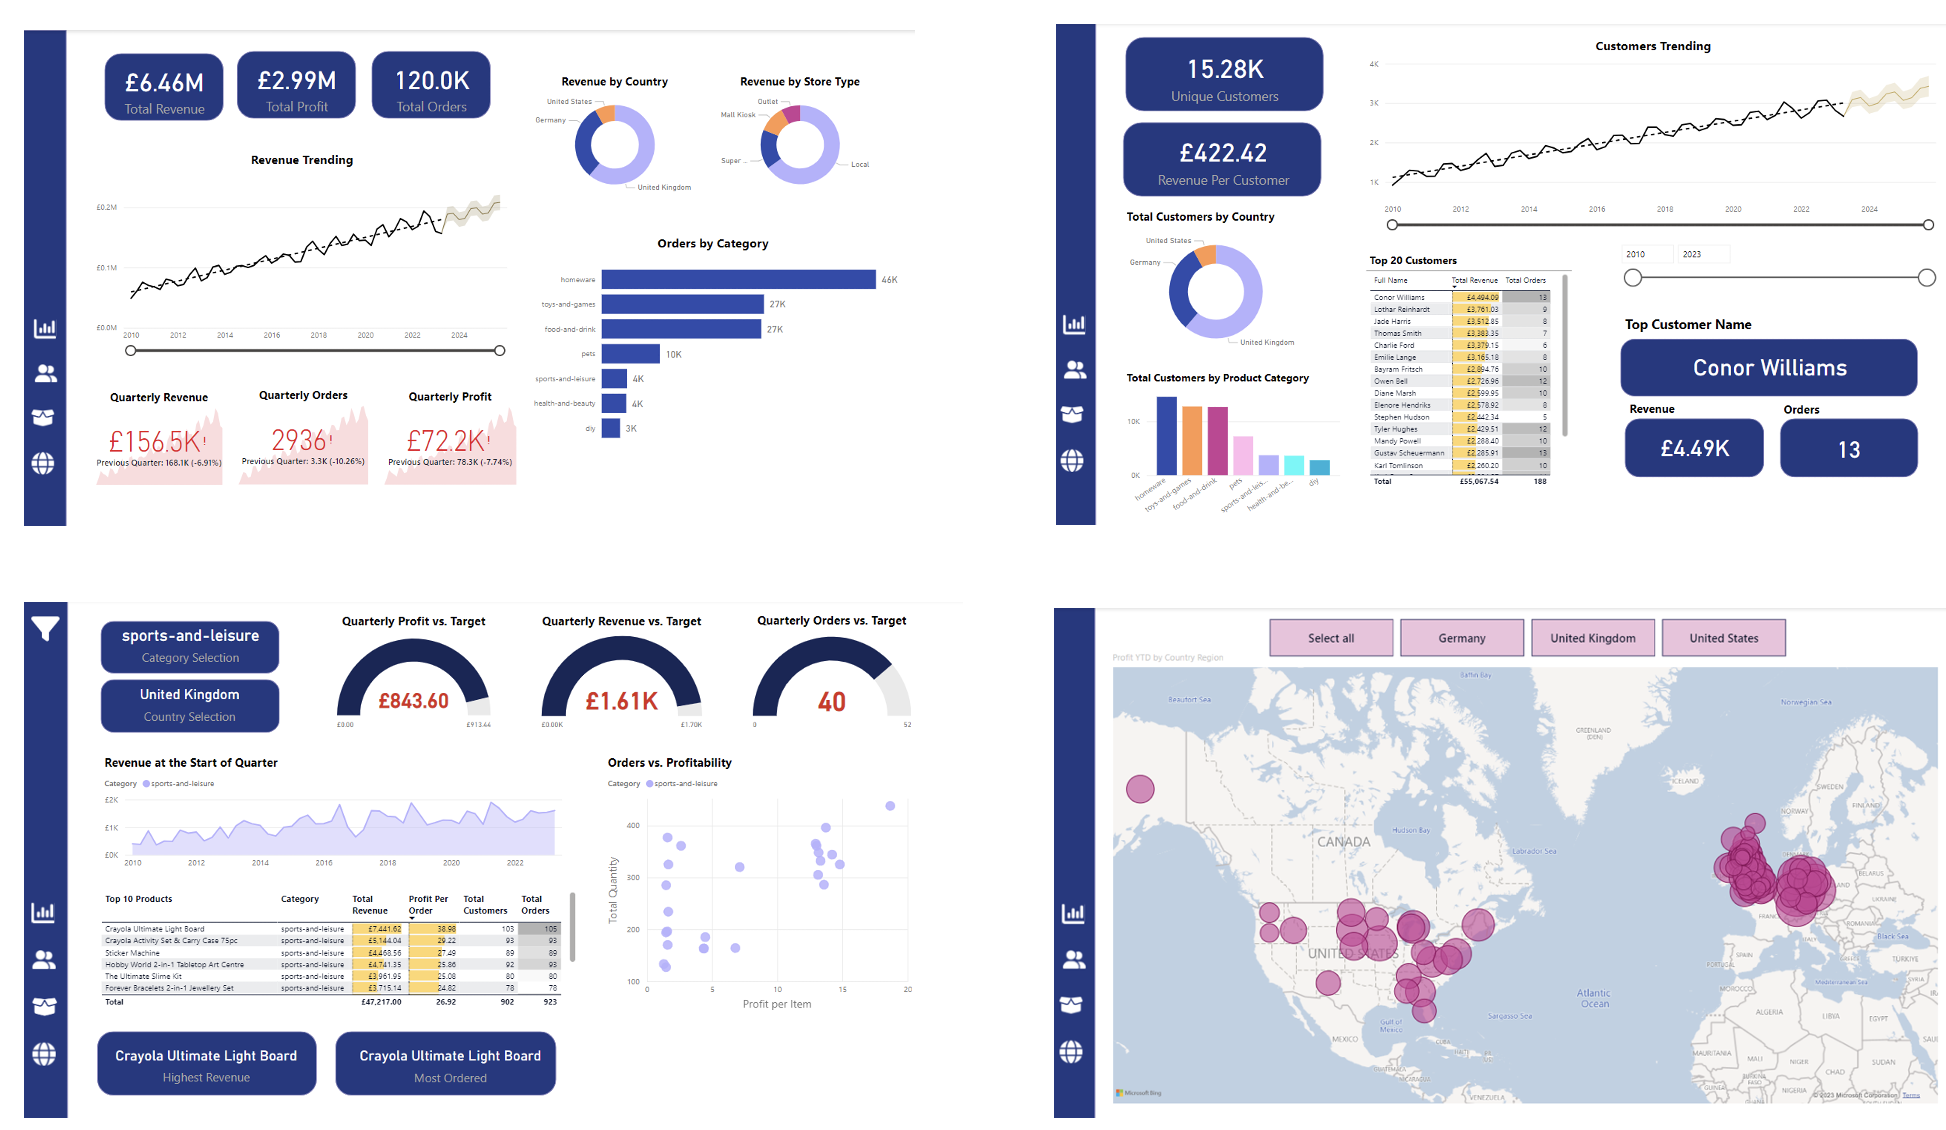 £6.46M
Total Revenue
£2.99M
Total Profit
120.0K
Total Orders
Revenue Trending
£0.2M
£0.1M
£0.0M
2010 2012 2014 2016 2018 2020 2022 2024
Quarterly Revenue
£156.5K!
Previous Quarter: 168.1K (-6.91%)
Quarterly Orders
2936!
Previous Quarter: 3.3K (-10.26%)
Quarterly Profit
£72.2K!
Previous Quarter: 78.3K (-7.74%)
Revenue by Country
United States
Germany
United Kingdom
Revenue by Store Type
Outlet
Mall Kiosk
Super ...
Local
Orders by Category
homeware 46K
toys-and-games 27K
food-and-drink 27K
pets 10K
sports-and-leisure 4K
health-and-beauty 4K
diy 3K
15.28K
Unique Customers
£422.42
Revenue Per Customer
Customers Trending
4K
3K
2K
1K
2010 2012 2014 2016 2018 2020 2022 2024
Total Customers by Country
United States
Germany
United Kingdom
Total Customers by Product Category
10K
0K
homeware
toys-and-games
food-and-drink
pets
sports-and-leis...
health-and-be...
diy
Top 20 Customers
Full Name Total Revenue Total Orders
Conor Williams £4,494.09 13
Lothar Reinhardt £3,761.03 9
Jade Harris £3,512.85 8
Thomas Smith £3,383.35 7
Charlie Ford £3,379.15 6
Emilie Lange £3,165.18 8
Bayram Fritsch £2,894.76 10
Owen Bell £2,726.96 12
Diane Marsh £2,599.95 10
Elenore Hendriks £2,578.92 8
Stephen Hudson £2,442.34 5
Tyler Hughes £2,429.51 12
Mandy Powell £2,288.40 10
Gustav Scheuermann £2,285.91 13
Karl Tomlinson £2,260.20 10
Total £55,067.54 188
2010 2023
Top Customer Name
Conor Williams
Revenue
£4.49K
Orders
13
sports-and-leisure
Category Selection
United Kingdom
Country Selection
Quarterly Profit vs. Target
£843.60
£0.00 £913.44
Quarterly Revenue vs. Target
£1.61K
£0.00K £1.70K
Quarterly Orders vs. Target
40
0 52
Revenue at the Start of Quarter
Category sports-and-leisure
£2K
£1K
£0K
2010 2012 2014 2016 2018 2020 2022
Top 10 Products Category Total Revenue Profit Per Order Total Customers Total Orders
Crayola Ultimate Light Board sports-and-leisure £7,441.62 38.98 103 105
Crayola Activity Set & Carry Case 75pc sports-and-leisure £5,144.04 29.22 93 93
Sticker Machine sports-and-leisure £4,468.56 27.49 89 89
Hobby World 2-in-1 Tabletop Art Centre sports-and-leisure £4,741.35 25.86 92 93
The Ultimate Slime Kit sports-and-leisure £3,961.95 25.08 80 80
Forever Bracelets 2-in-1 Jewellery Set sports-and-leisure £3,715.14 24.82 78 78
Total £47,217.00 26.92 902 923
Crayola Ultimate Light Board
Highest Revenue
Crayola Ultimate Light Board
Most Ordered
Orders vs. Profitability
Category sports-and-leisure
Total Quantity
400
300
200
100
0 5 10 15 20
Profit per Item
Select all
Germany
United Kingdom
United States
Profit YTD by Country Region
Baffin Bay
Beaufort Sea
Norwegian Sea
GREENLAND
(DEN)
ICELAND
SWEDEN
NORWAY
FINLAND
CANADA
Hudson Bay
Labrador Sea
BELARUS
UKRAINE
FRANC
ROMANIA
ITALY
Black Sea
UNITED STATES
SPAIN
PORTUGAL
GREECE
TÜRKIYE
SYRIA
Mediterranean Sea
MOROCCO
Atlantic
Ocean
Sargasso Sea
ALGERIA
LIBYA
EGYPT
Gulf of
Mexico
MEXICO
CUBA
HAITI
GUATEMALA
NICARAGUA
VENEZUELA
MAURITANIA
MALI
NIGER
SUDAN
CHAD
BURKINA
FASO
GUINEA
NIGERIA
Microsoft Bing
© 2023 Microsoft Corporation Terms